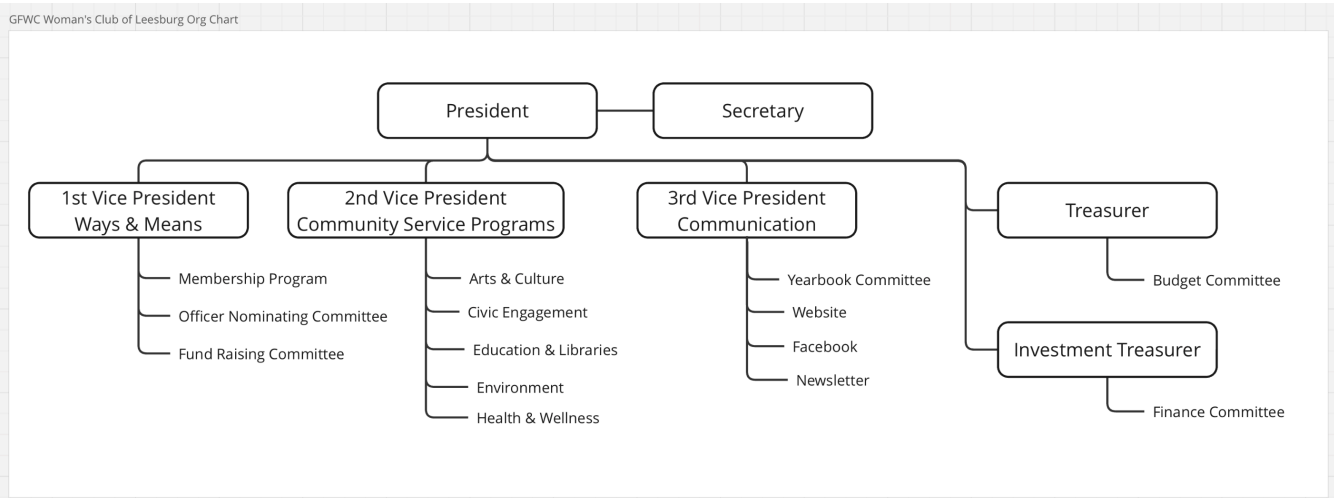 GFWC Woman's Club of Leesburg Org Chart
President
Secretary
1st Vice President
Ways & Means
Membership Program
Officer Nominating Committee
Fund Raising Committee
2nd Vice President
Community Service Programs
Arts & Culture
Civic Engagement
Education & Libraries
Environment
Health & Wellness
3rd Vice President
Communication
Yearbook Committee
Website
Facebook
Newsletter
Treasurer
Budget Committee
Investment Treasurer
Finance Committee